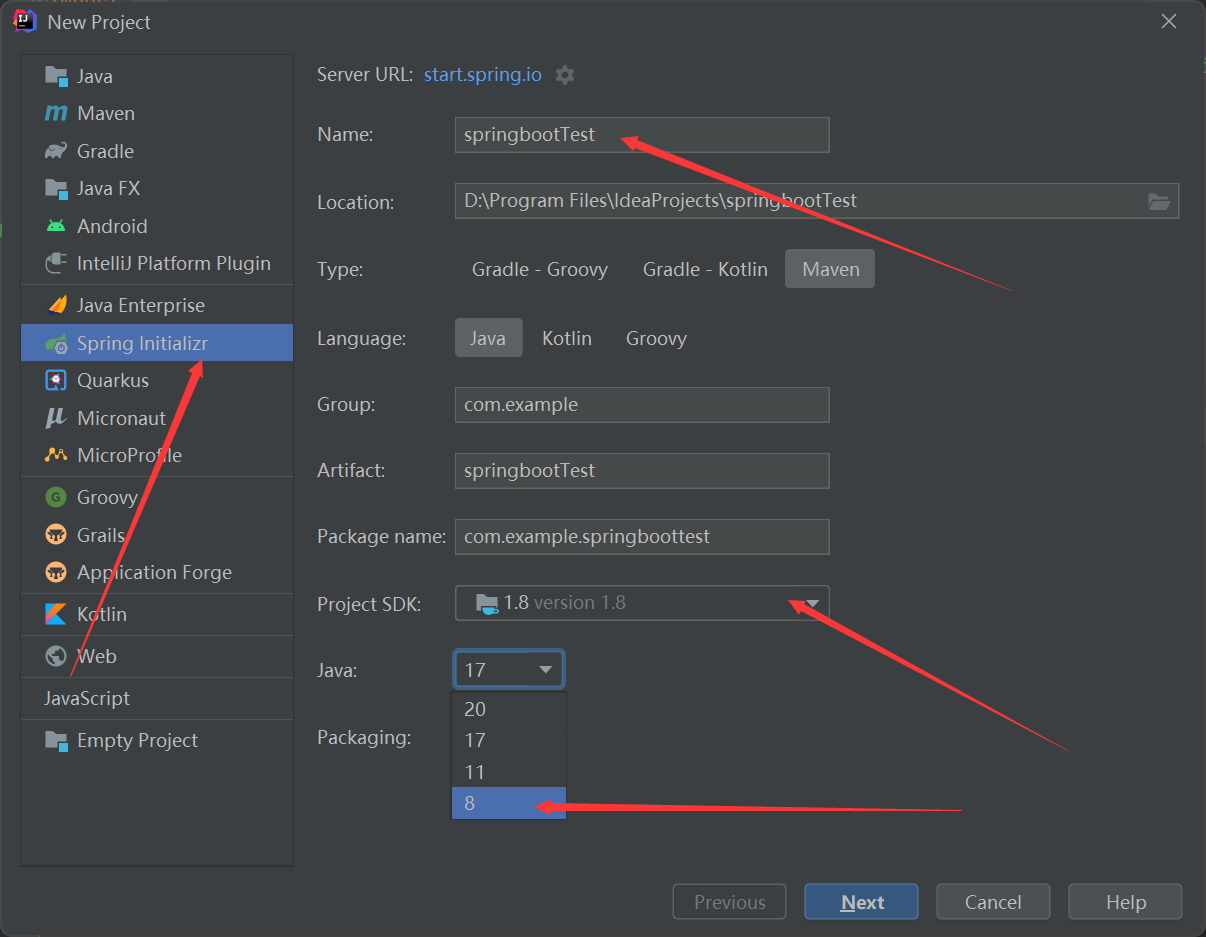 New Project
Java
Maven
Gradle
Java FX
Android
IntelliJ Platform Plugin
Java Enterprise
Spring Initializr
Quarkus
Micronaut
MicroProfile
Groovy
Grails
Application Forge
Kotlin
Web
JavaScript
Empty Project
Server URL: start.spring.io
Name: springbootTest
Location: D:\Program Files\IdeaProjects\springbootTest
Type: Gradle - Groovy Gradle - Kotlin Maven
Language: Java Kotlin Groovy
Group: com.example
Artifact: springbootTest
Package name: com.example.springboottest
Project SDK: 1.8 version 1.8
Java: 17
20
17
11
8
Packaging:
Previous Next Cancel Help